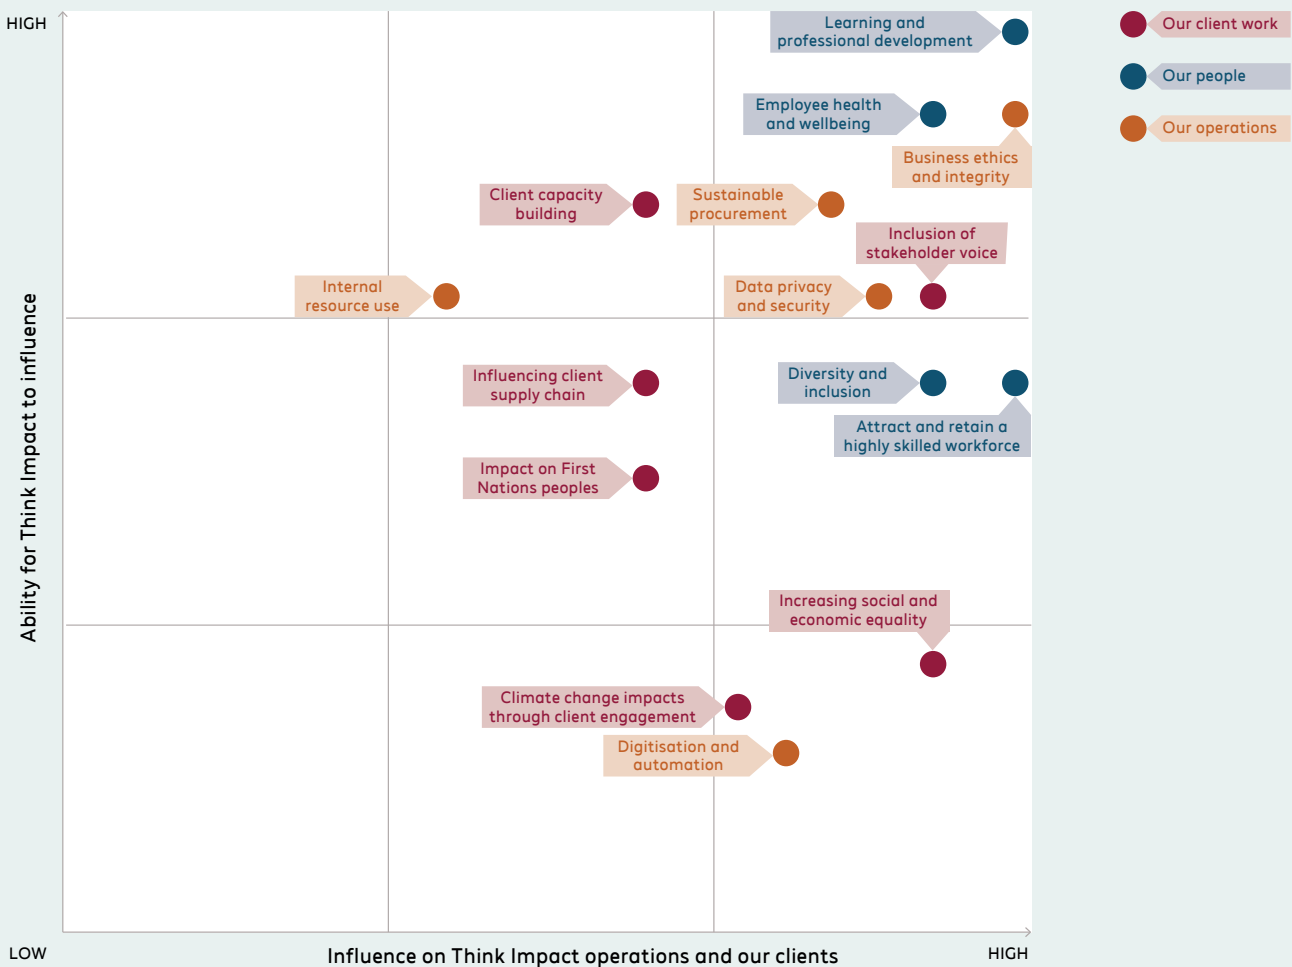 HIGH
Learning and
professional development
Our client work
Our people
Our operations
Employee health
and wellbeing
Business ethics
and integrity
Client capacity
building
Sustainable
procurement
Inclusion of
stakeholder voice
Internal
resource use
Data privacy
and security
Influencing client
supply chain
Diversity and
inclusion
Attract and retain a
highly skilled workforce
Impact on First
Nations peoples
Increasing social and
economic equality
Climate change impacts
through client engagement
Digitisation and
automation
Ability for Think Impact to influence
LOW
Influence on Think Impact operations and our clients
HIGH